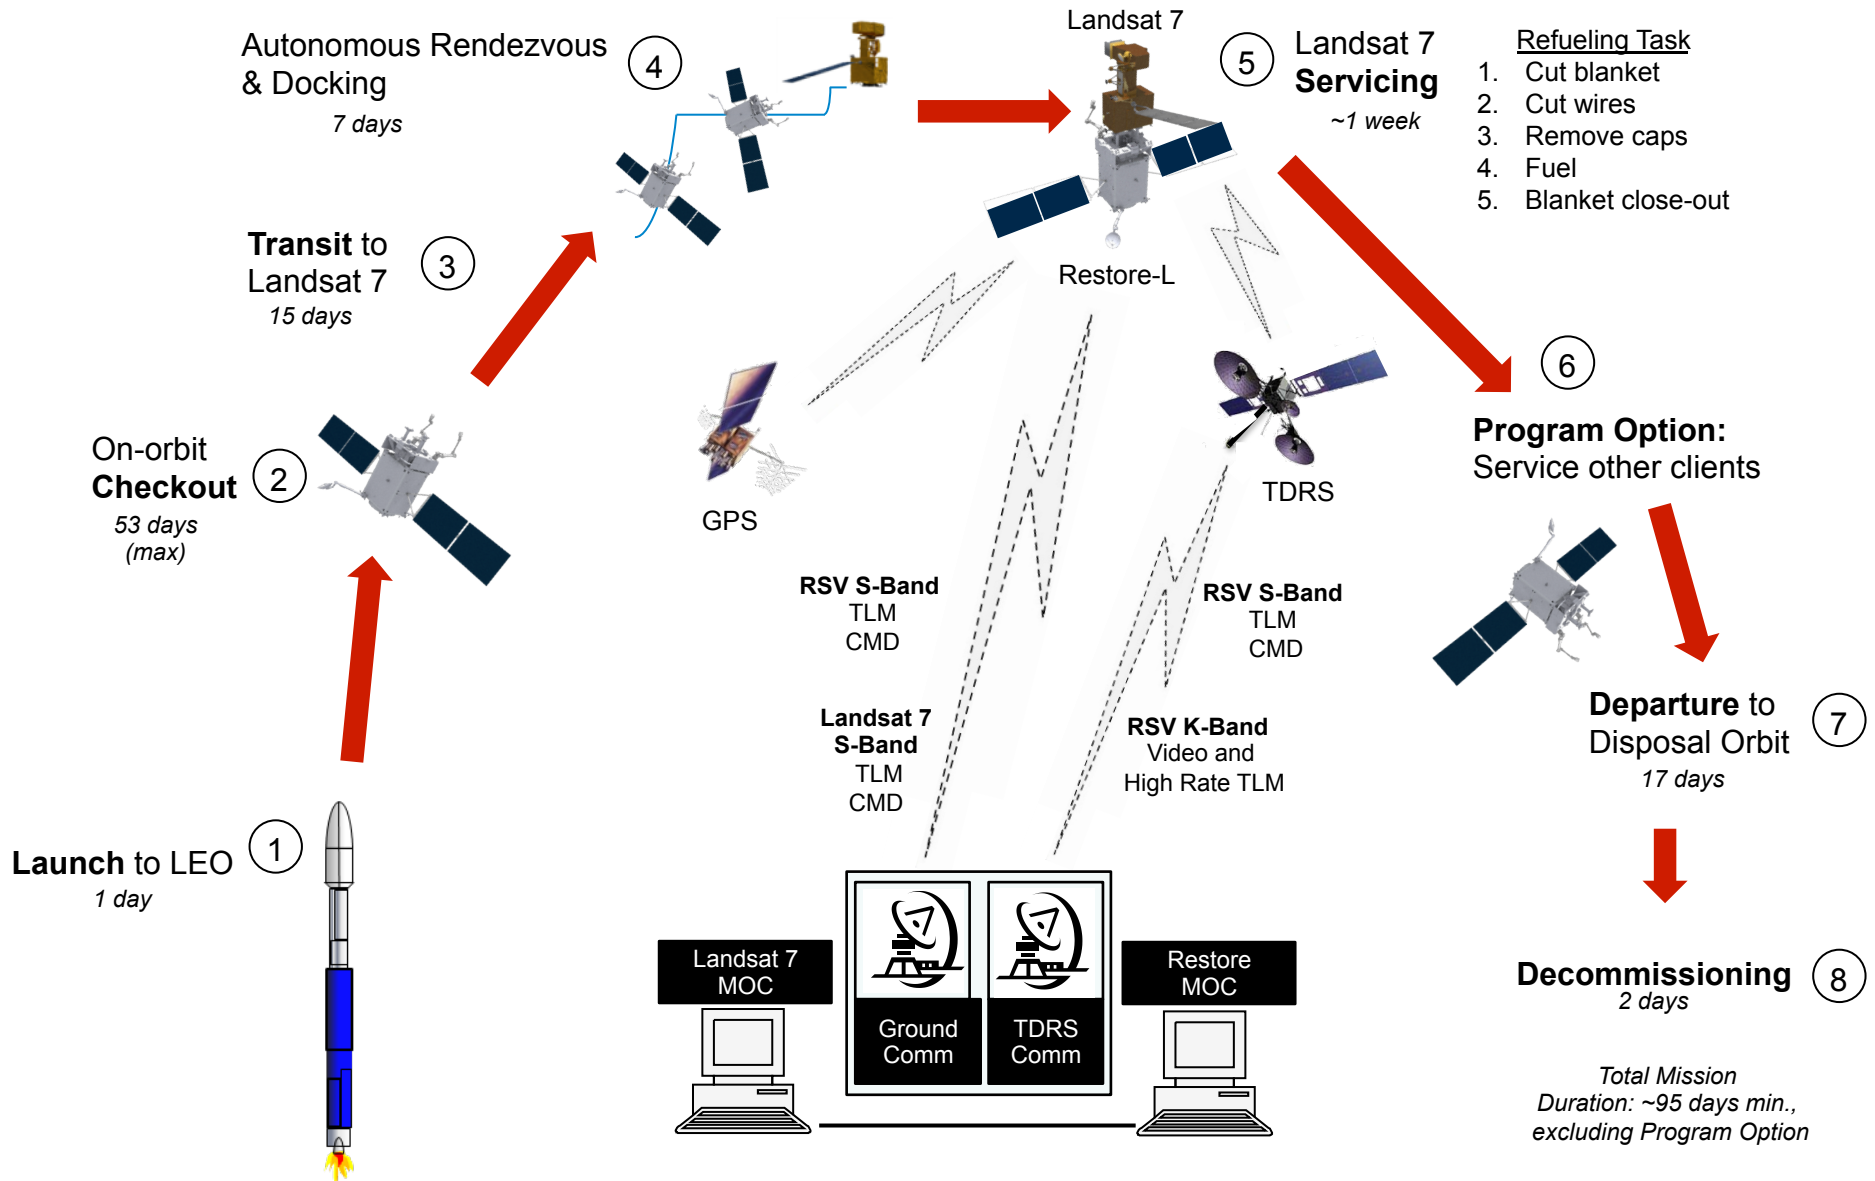 Launch to LEO
1
1 day
On-orbit
Checkout
2
53 days
(max)
Transit to
Landsat 7
3
15 days
Autonomous Rendezvous
& Docking
4
7 days
Landsat 7
Restore-L
5
Landsat 7
Servicing
~1 week
Refueling Task
1. Cut blanket
2. Cut wires
3. Remove caps
4. Fuel
5. Blanket close-out
6
Program Option:
Service other clients
Departure to
Disposal Orbit
7
17 days
Decommissioning
8
2 days
Total Mission
Duration: ~95 days min.,
excluding Program Option
GPS
TDRS
RSV S-Band
TLM
CMD
Landsat 7
S-Band
TLM
CMD
RSV S-Band
TLM
CMD
RSV K-Band
Video and
High Rate TLM
Landsat 7
MOC
Ground
Comm
TDRS
Comm
Restore
MOC